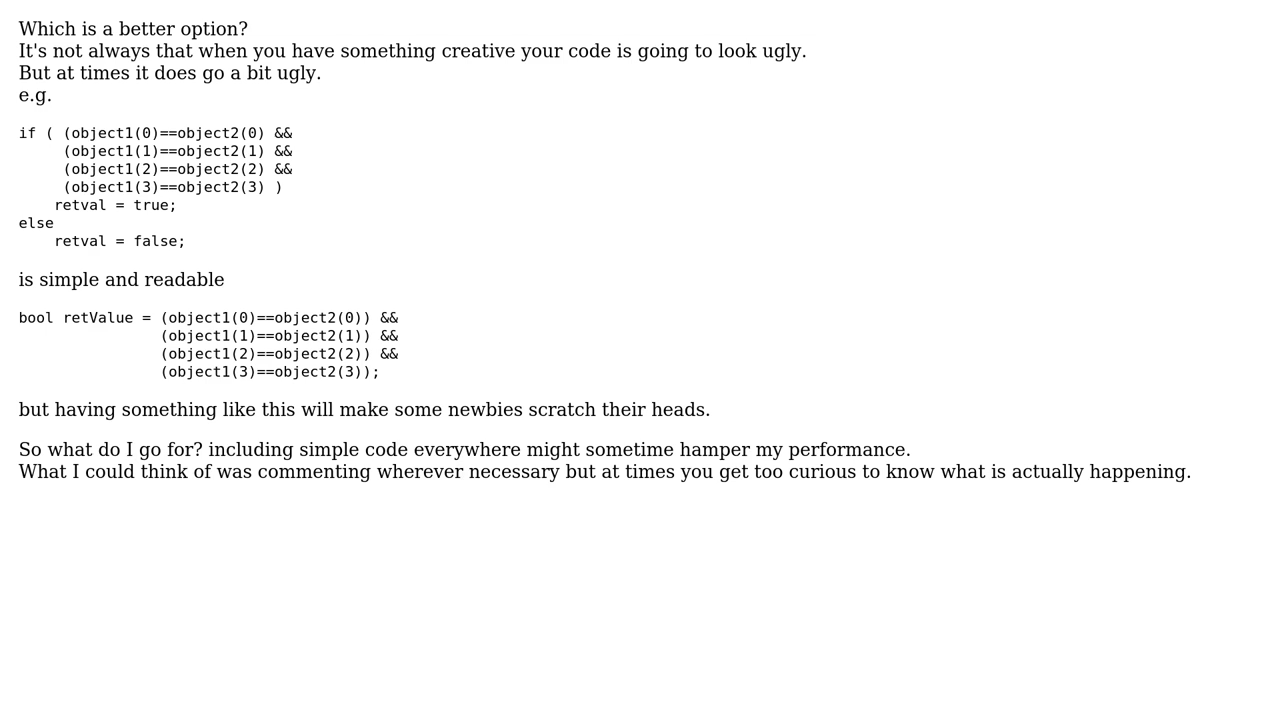 Which is a better option?
It's not always that when you have something creative your code is going to look ugly.
But at times it does go a bit ugly.
e.g.
if ( (object1(0)==object2(0) &&
     (object1(1)==object2(1) &&
     (object1(2)==object2(2) &&
     (object1(3)==object2(3) )
    retval = true;
else
    retval = false;
is simple and readable
bool retValue = (object1(0)==object2(0)) &&
                (object1(1)==object2(1)) &&
                (object1(2)==object2(2)) &&
                (object1(3)==object2(3));
but having something like this will make some newbies scratch their heads.
So what do I go for? including simple code everywhere might sometime hamper my performance.
What I could think of was commenting wherever necessary but at times you get too curious to know what is actually happening.